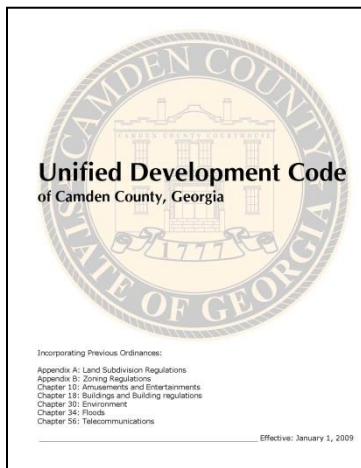 CAMDEN COUNTY
CAMDEN COUNTY COURTHOUSE
Unified Development Code
of Camden County, Georgia
1777
STATE OF GEORGIA
Incorporating Previous Ordinances:
Appendix A: Land Subdivision Regulations
Appendix B: Zoning Regulations
Chapter 10: Amusements and Entertainments
Chapter 18: Buildings and Building regulations
Chapter 30: Environment
Chapter 34: Floods
Chapter 56: Telecommunications
Effective: January 1, 2009